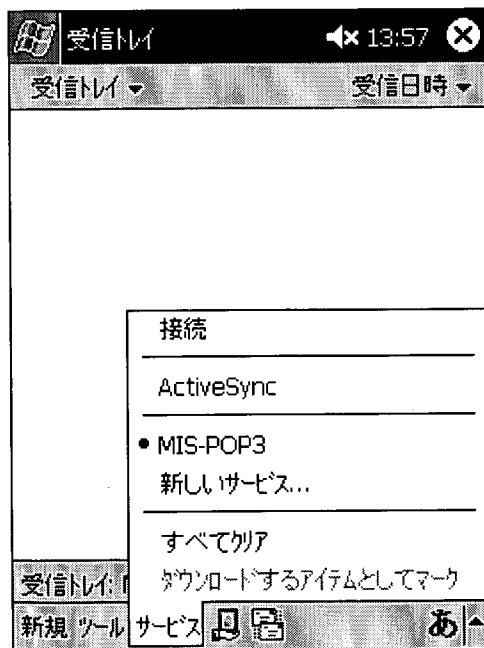 受信トレイ 13:57
受信トレイ 受信日時
接続
ActiveSync
MIS-POP3
新しいサービス...
すべてクリア
ダウンロードするアイテムとしてマーク
受信トレイ:
新規 ツール サービス あ